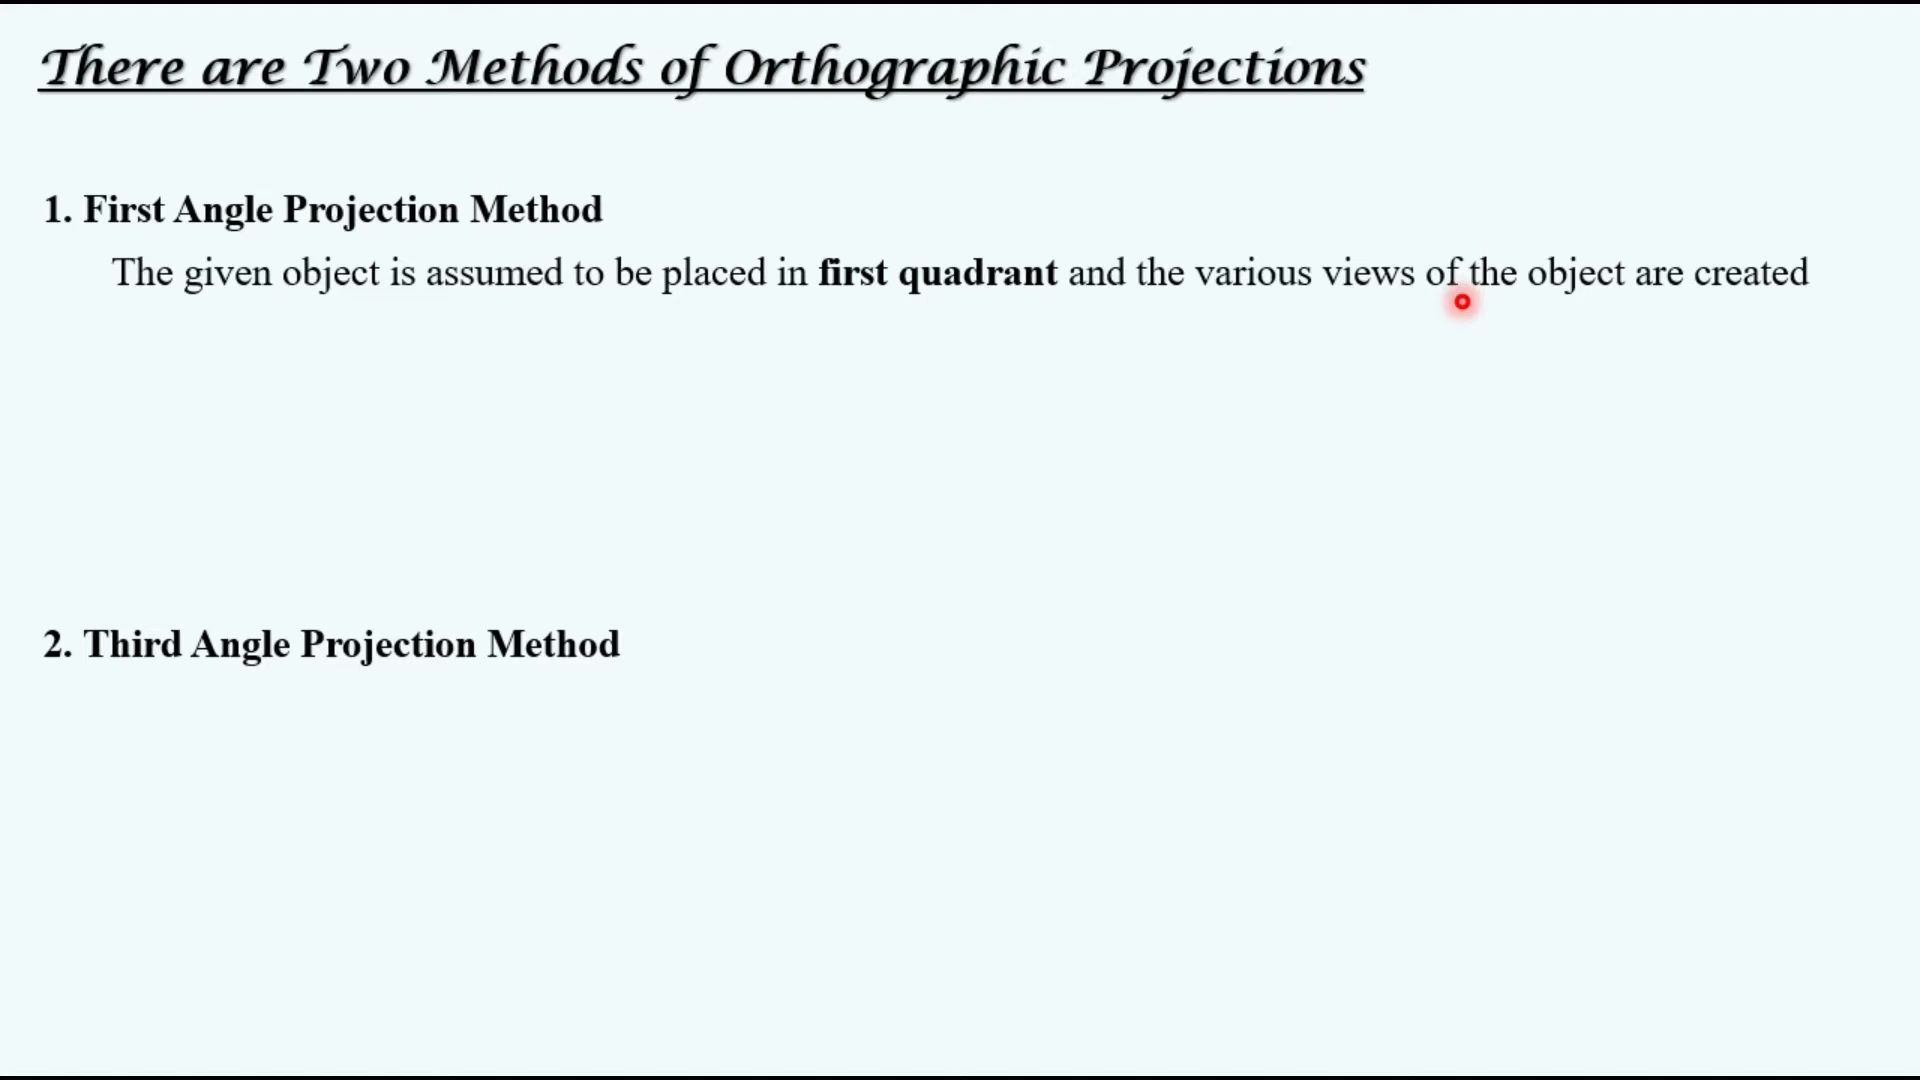 There are Two Methods of Orthographic Projections
1. First Angle Projection Method
The given object is assumed to be placed in first quadrant and the various views of the object are created
2. Third Angle Projection Method